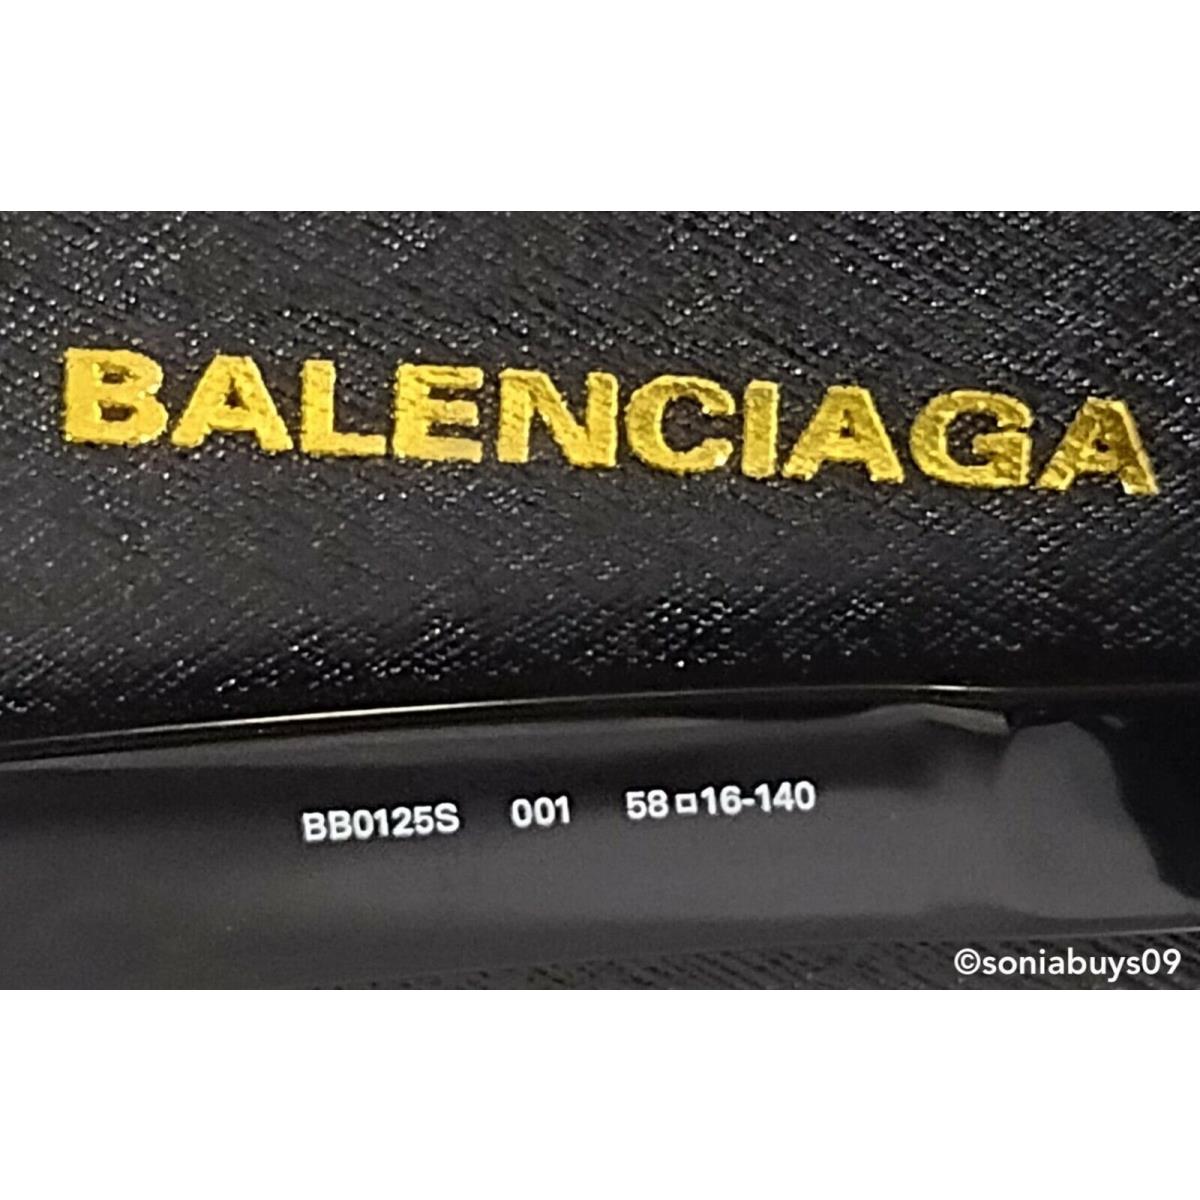 BALENCIAGA
BB0125S 001 58□16-140
©soniabuys09